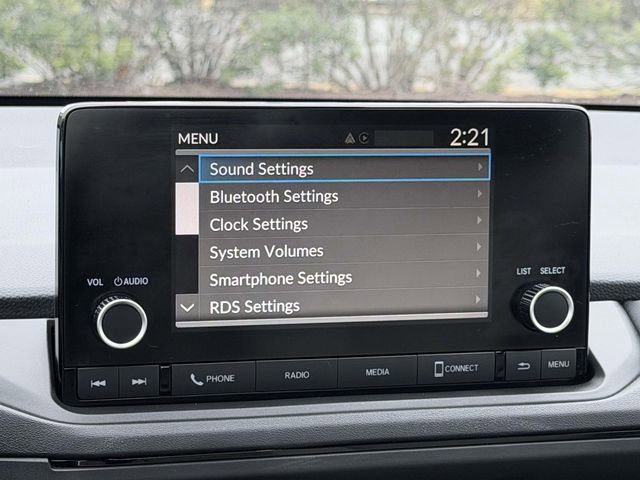 MENU 2:21
Sound Settings
Bluetooth Settings
Clock Settings
System Volumes
Smartphone Settings
RDS Settings
VOL AUDIO
LIST SELECT
PHONE RADIO MEDIA CONNECT MENU